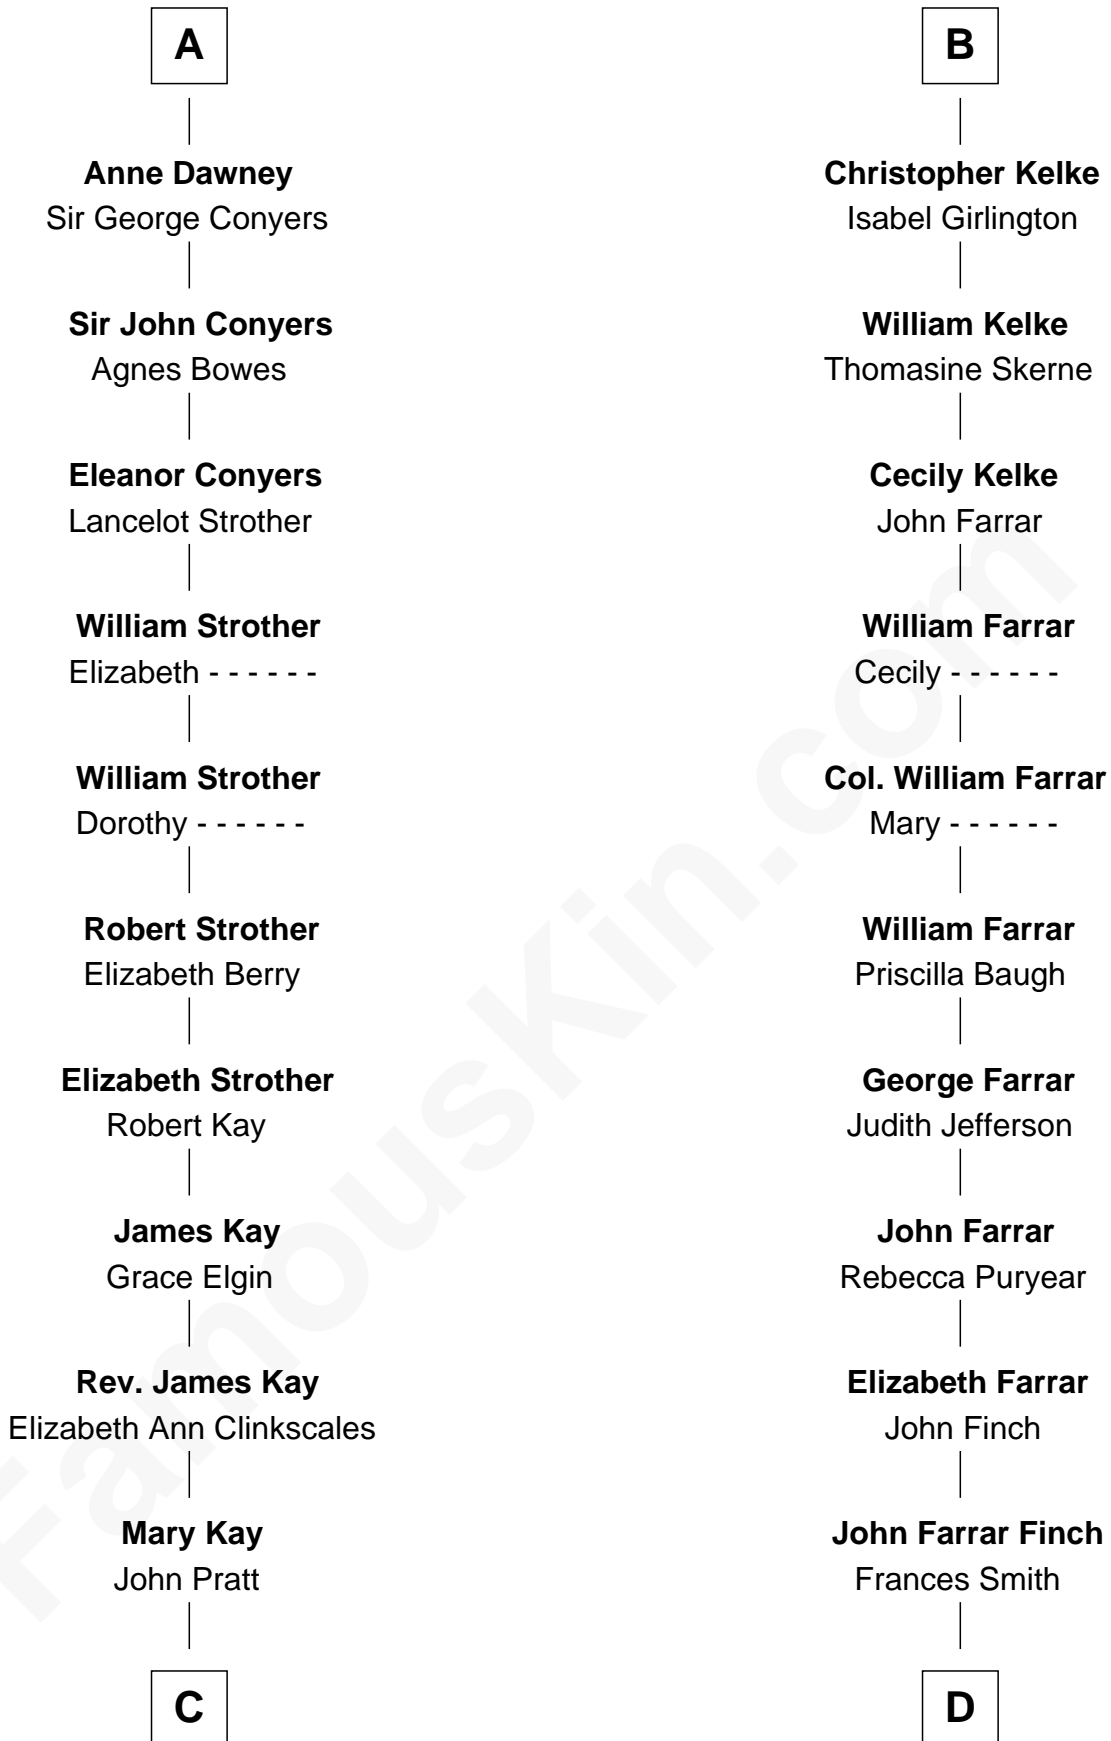 A
Anne Dawney
Sir George Conyers
Sir John Conyers
Agnes Bowes
Eleanor Conyers
Lancelot Strother
William Strother
Elizabeth - - - - - -
William Strother
Dorothy - - - - - -
Robert Strother
Elizabeth Berry
Elizabeth Strother
Robert Kay
James Kay
Grace Elgin
Rev. James Kay
Elizabeth Ann Clinkscales
Mary Kay
John Pratt
C
B
Christopher Kelke
Isabel Girlington
William Kelke
Thomasine Skerne
Cecily Kelke
John Farrar
William Farrar
Cecily - - - - - -
Col. William Farrar
Mary - - - - - -
William Farrar
Priscilla Baugh
George Farrar
Judith Jefferson
John Farrar
Rebecca Puryear
Elizabeth Farrar
John Finch
John Farrar Finch
Frances Smith
D
FamousKin.com